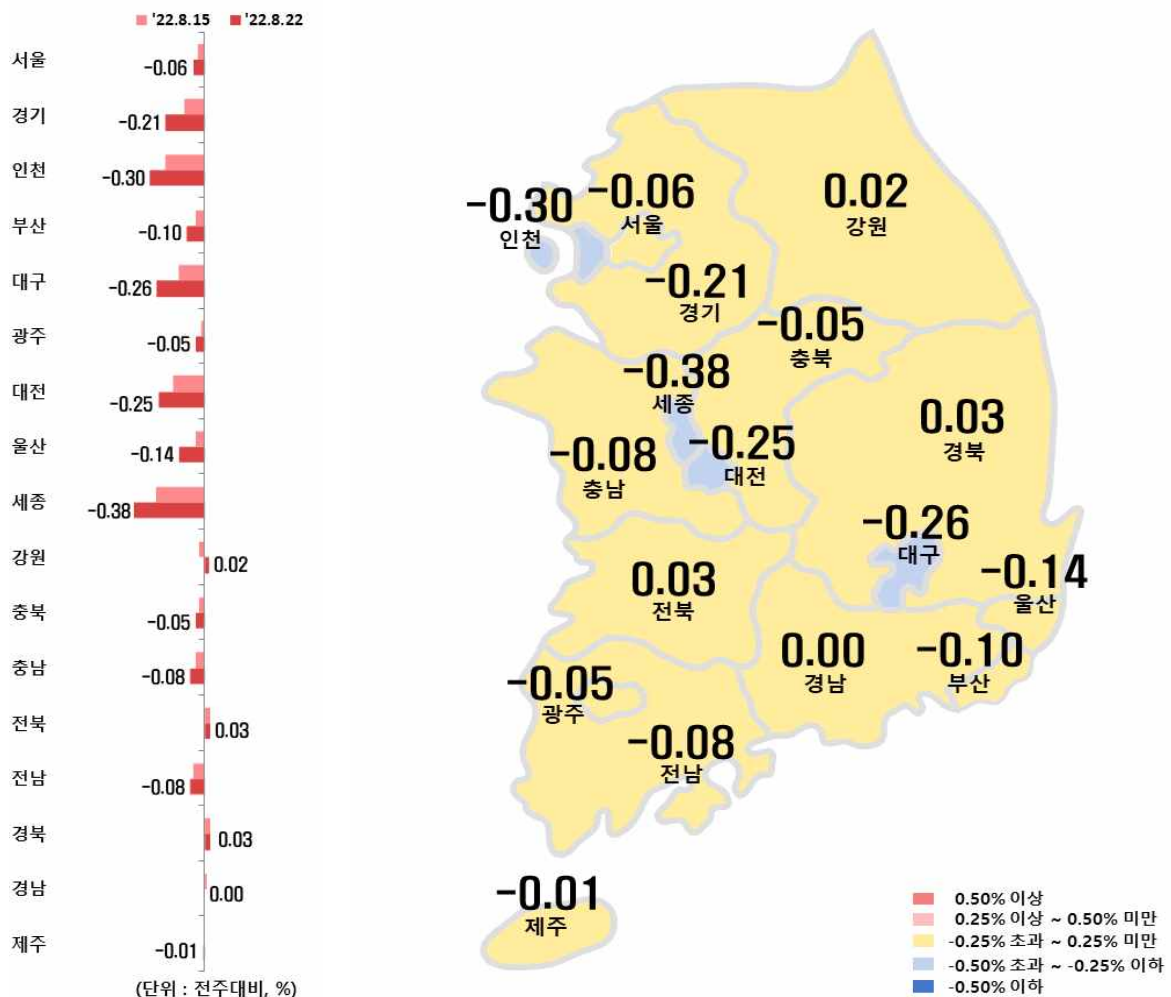 '22.8.15 '22.8.22
서울 -0.06
경기 -0.21
인천 -0.30
부산 -0.10
대구 -0.26
광주 -0.05
대전 -0.25
울산 -0.14
세종 -0.38
강원 0.02
충북 -0.05
충남 -0.08
전북 0.03
전남 -0.08
경북 0.03
경남 0.00
제주 -0.01
(단위 : 전주대비, %)
-0.30
인천
-0.06
서울
0.02
강원
-0.21
경기
-0.05
충북
-0.38
세종
0.03
경북
-0.08
충남
-0.25
대전
-0.26
대구
-0.14
울산
0.03
전북
0.00
경남
-0.10
부산
-0.05
광주
-0.08
전남
-0.01
제주
0.50% 이상
0.25% 이상 ~ 0.50% 미만
-0.25% 초과 ~ 0.25% 미만
-0.50% 초과 ~ -0.25% 이하
-0.50% 이하